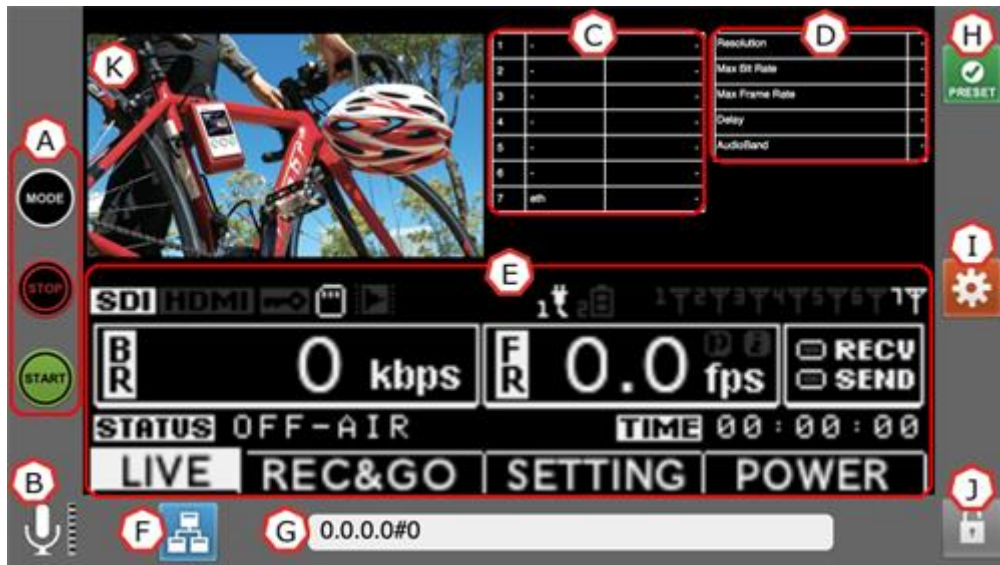 K
C
D
H
1 - -
2 - -
3 - -
4 - -
5 - -
6 - -
7 eth -
Resolution -
Max Bit Rate -
Max Frame Rate -
Delay -
AudioBand -
PRESET
A
MODE
STOP
START
E
I
SDI HDMI 1 2 1 2 3 4 5 6 7
BR 0 kbps FR 0.0 fps RECV
SEND
STATUS OFF-AIR TIME 00:00:00
LIVE REC&GO SETTING POWER
B
F
G
0.0.0.0#0
J